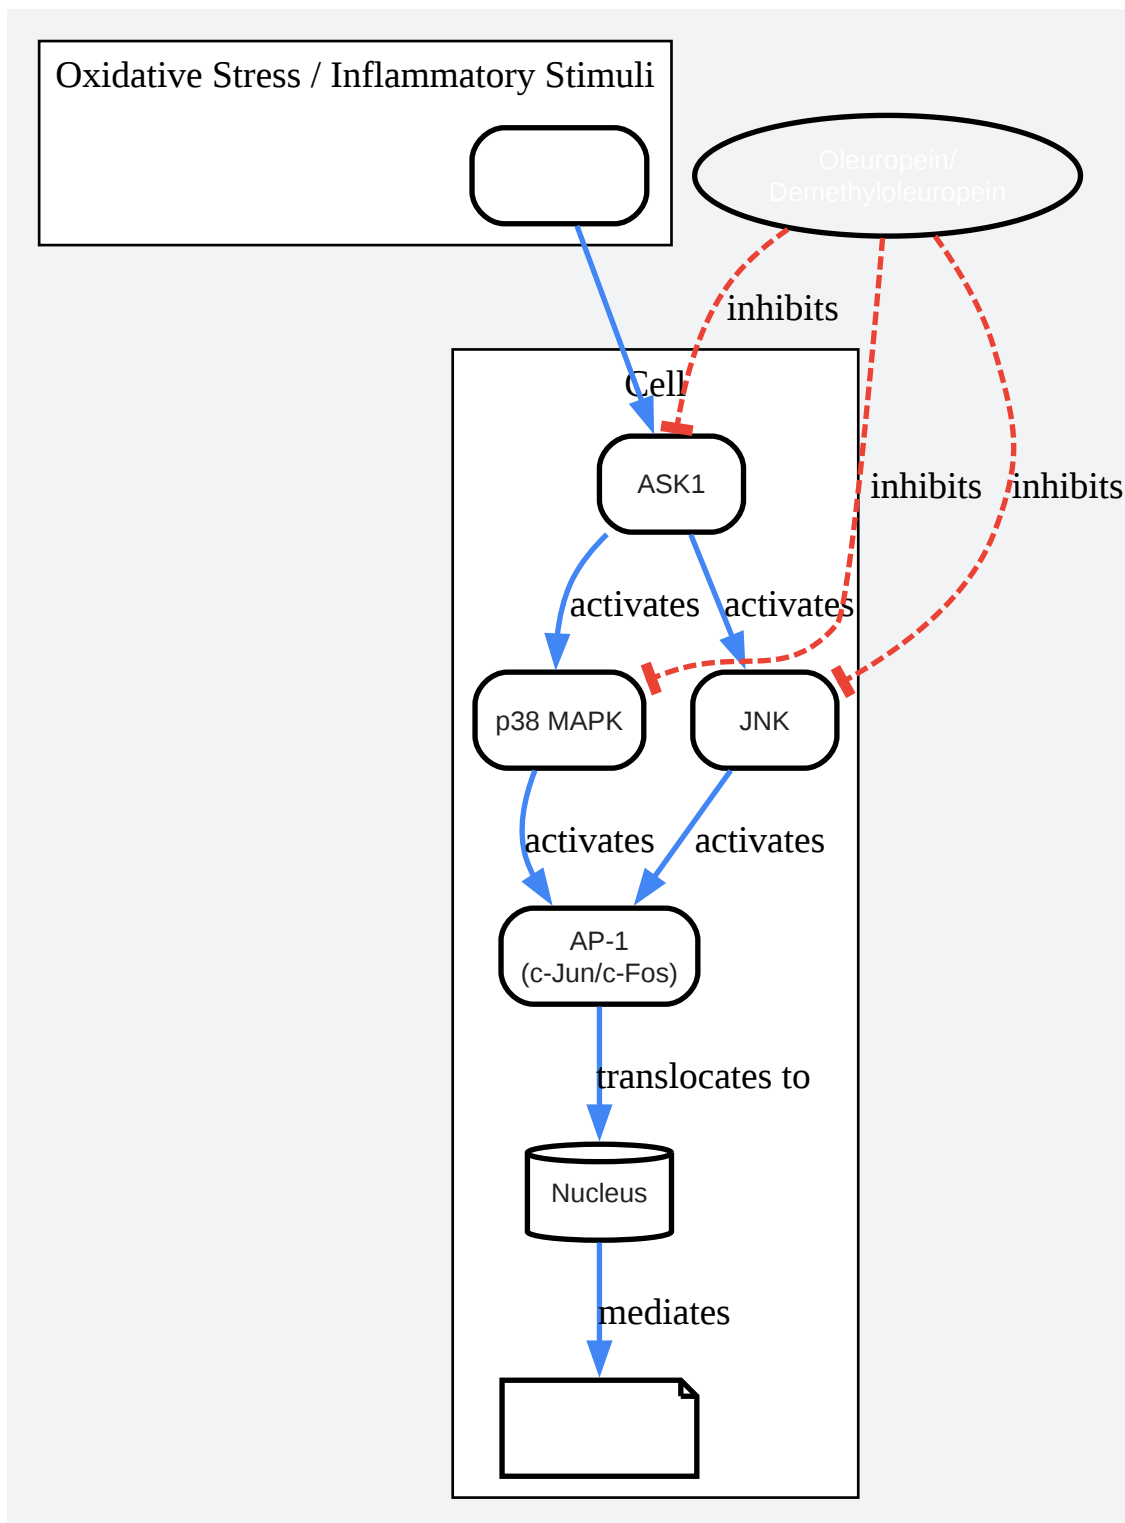 Oxidative Stress / Inflammatory Stimuli
Oleuropein/
Demethyloleuropein
inhibits
Cell
ASK1
inhibits
inhibits
activates
activates
p38 MAPK
JNK
activates
activates
AP-1
(c-Jun/c-Fos)
translocates to
Nucleus
mediates